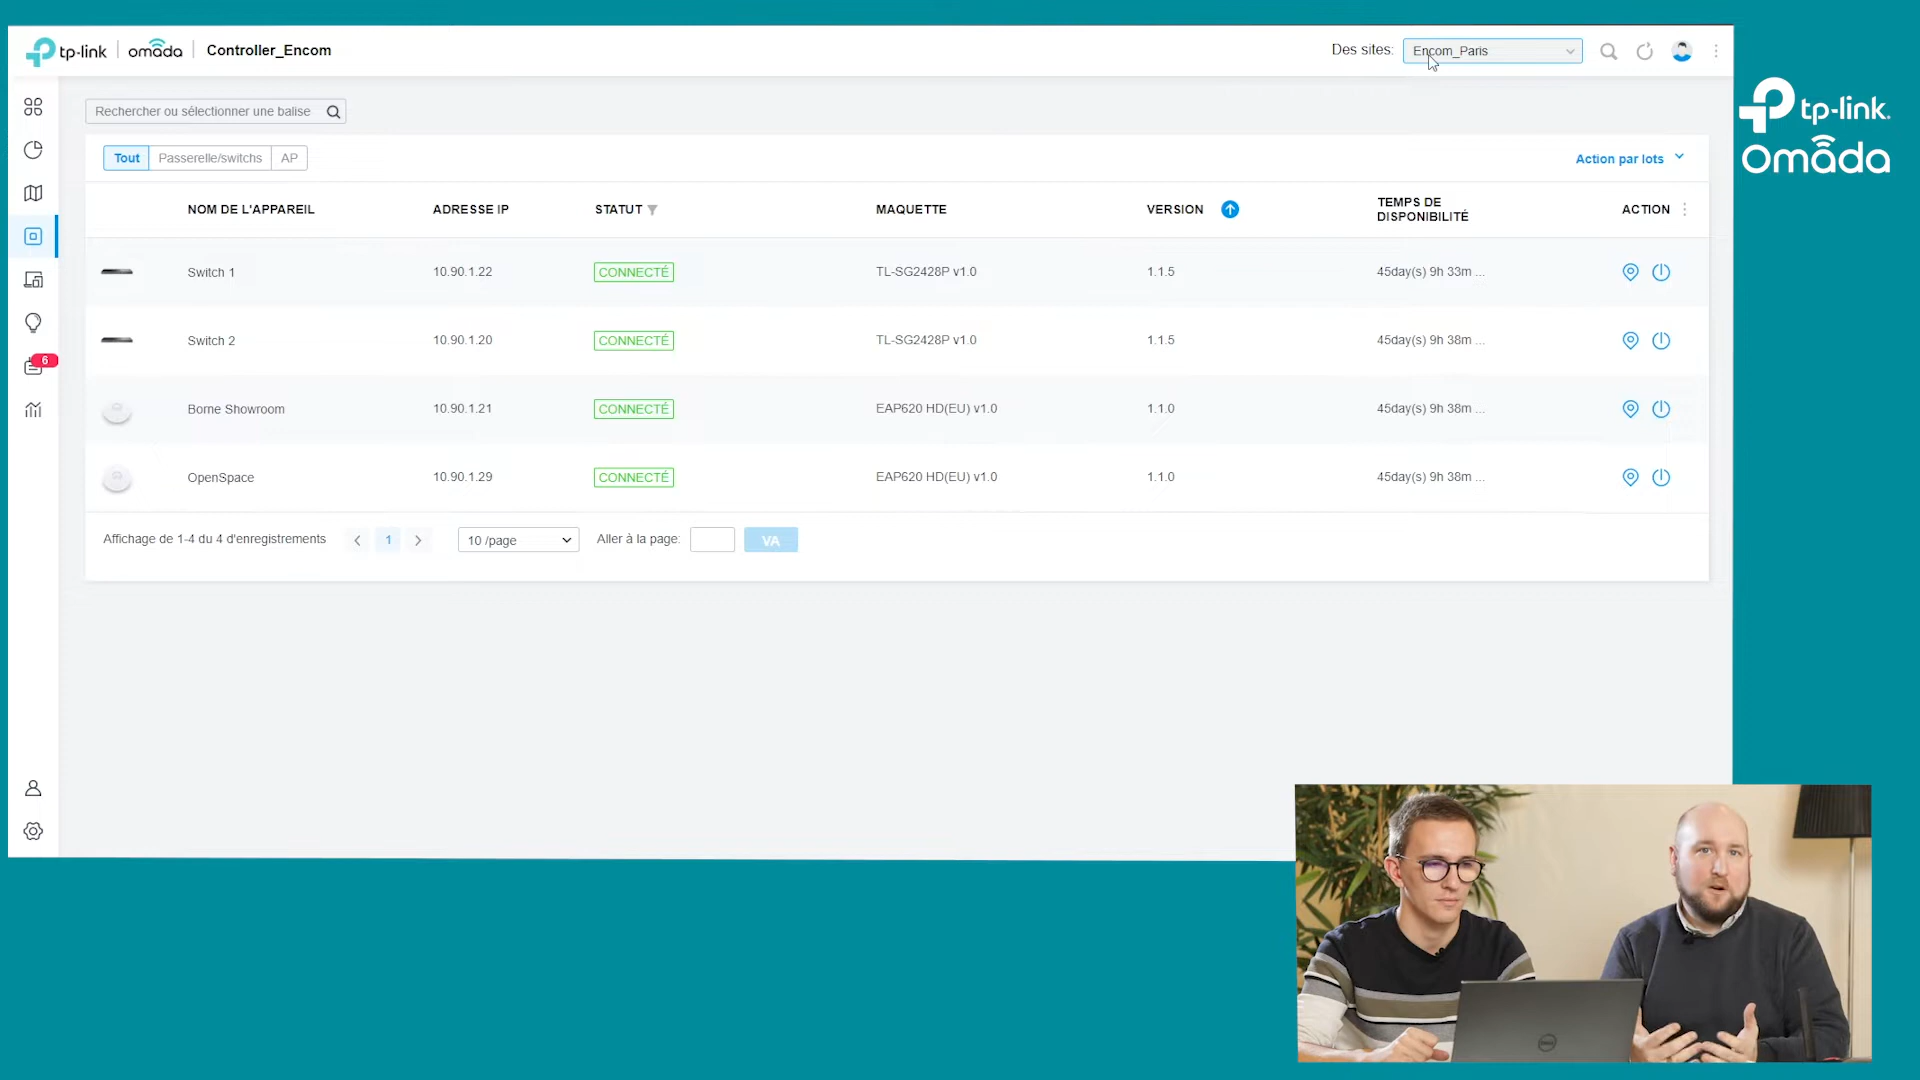 tp-link | omada | Controller_Encom
Des sites: Encom_Paris
tp-link
omada
Rechercher ou sélectionner une balise
Tout Passerelle/switchs AP
Action par lots
NOM DE L'APPAREIL ADRESSE IP STATUT MAQUETTE VERSION TEMPS DE DISPONIBILITÉ ACTION
Switch 1 10.90.1.22 CONNECTÉ TL-SG2428P v1.0 1.1.5 45day(s) 9h 33m ...
Switch 2 10.90.1.20 CONNECTÉ TL-SG2428P v1.0 1.1.5 45day(s) 9h 38m ...
6
Borne Showroom 10.90.1.21 CONNECTÉ EAP620 HD(EU) v1.0 1.1.0 45day(s) 9h 38m ...
OpenSpace 10.90.1.29 CONNECTÉ EAP620 HD(EU) v1.0 1.1.0 45day(s) 9h 38m ...
Affichage de 1-4 du 4 d'enregistrements 1 10 /page Aller à la page: VA
DELL